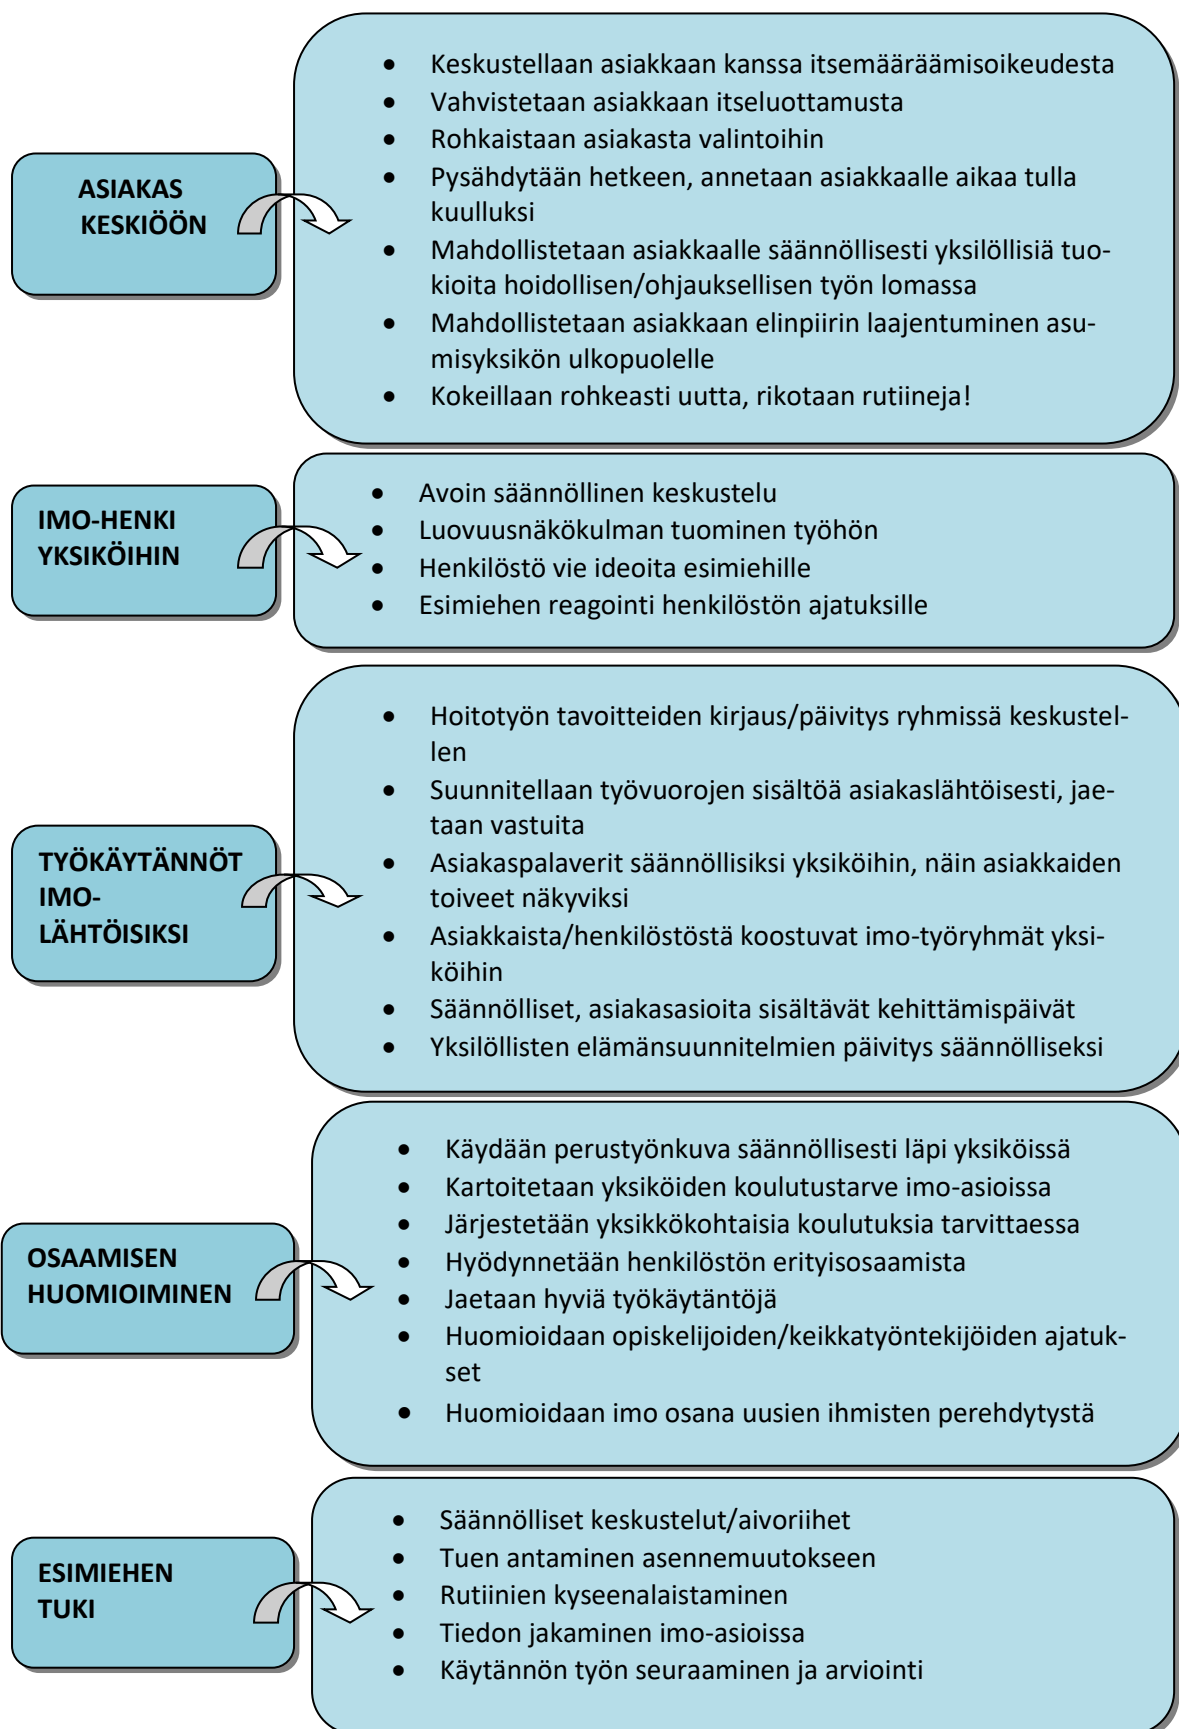 ASIAKAS
KESKIÖÖN
• Keskustellaan asiakkaan kanssa itsemääräämisoikeudesta
• Vahvistetaan asiakkaan itseluottamusta
• Rohkaistaan asiakasta valintoihin
• Pysähdytään hetkeen, annetaan asiakkaalle aikaa tulla
kuulluksi
• Mahdollistetaan asiakkaalle säännöllisesti yksilöllisiä tuo-
kioita hoidollisen/ohjauksellisen työn lomassa
• Mahdollistetaan asiakkaan elinpiirin laajentuminen asu-
misyksikön ulkopuolelle
• Kokeillaan rohkeasti uutta, rikotaan rutiineja!
IMO-HENKI
YKSIKÖIHIN
• Avoin säännöllinen keskustelu
• Luovuusnäkökulman tuominen työhön
• Henkilöstö vie ideoita esimiehille
• Esimiehen reagointi henkilöstön ajatuksille
TYÖKÄYTÄNNÖT
IMO-
LÄHTÖISIKSI
• Hoitotyön tavoitteiden kirjaus/päivitys ryhmissä keskustel-
len
• Suunnitellaan työvuorojen sisältöä asiakaslähtöisesti, jae-
taan vastuita
• Asiakaspalaverit säännöllisiksi yksiköihin, näin asiakkaiden
toiveet näkyviksi
• Asiakkaista/henkilöstöstä koostuvat imo-työryhmät yksi-
köihin
• Säännölliset, asiakasasioita sisältävät kehittämispäivät
• Yksilöllisten elämänsuunnitelmien päivitys säännölliseksi
OSAAMISEN
HUOMIOIMINEN
• Käydään perustyönkuva säännöllisesti läpi yksiköissä
• Kartoitetaan yksiköiden koulutustarve imo-asioissa
• Järjestetään yksikkökohtaisia koulutuksia tarvittaessa
• Hyödynnetään henkilöstön erityisosaamista
• Jaetaan hyviä työkäytäntöjä
• Huomioidaan opiskelijoiden/keikkatyöntekijöiden ajatuk-
set
• Huomioidaan imo osana uusien ihmisten perehdytystä
ESIMIEHEN
TUKI
• Säännölliset keskustelut/aivoriihet
• Tuen antaminen asennemuutokseen
• Rutiinien kyseenalaistaminen
• Tiedon jakaminen imo-asioissa
• Käytännön työn seuraaminen ja arviointi